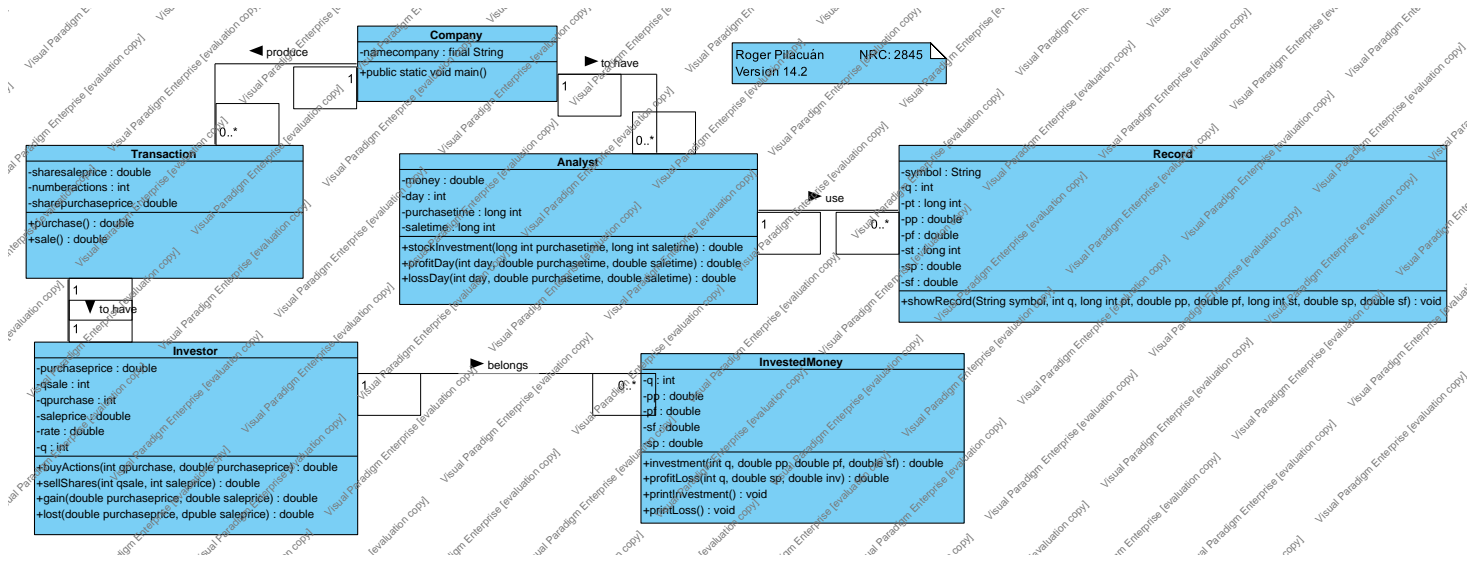 Company
-namecompany : final String
+public static void main()
produce
to have
1
1
0..*
0..*
Roger Pilacuán NRC: 2845
Version 14.2
Transaction
-sharesaleprice : double
-numberactions : int
-sharepurchaseprice : double
+purchase() : double
+sale() : double
Analyst
-money : double
-day : int
-purchasetime : long int
-saletime : long int
+stockInvestment(long int purchasetime, long int saletime) : double
+profitDay(int day, double purchasetime, double saletime) : double
+lossDay(int day, double purchasetime, double saletime) : double
use
1
0..*
Record
-symbol : String
-q : int
-pt : long int
-pp : double
-pf : double
-st : long int
-sp : double
-sf : double
+showRecord(String symbol, int q, long int pt, double pp, double pf, long int st, double sp, double sf) : void
1
to have
1
Investor
-purchaseprice : double
-qsale : int
-qpurchase : int
-saleprice : double
-rate : double
-q : int
+buyActions(int qpurchase, double purchaseprice) : double
+sellShares(int qsale, int saleprice) : double
+gain(double purchaseprice, double saleprice) : double
+lost(double purchaseprice, dpuble saleprice) : double
belongs
1
0..*
InvestedMoney
-q : int
-pp : double
-pf : double
-sf : double
-sp : double
+investment(int q, double pp, double pf, double sf) : double
+profitLoss(int q, double sp, double inv) : double
+printInvestment() : void
+printLoss() : void
Visual Paradigm Enterprise [evaluation copy]